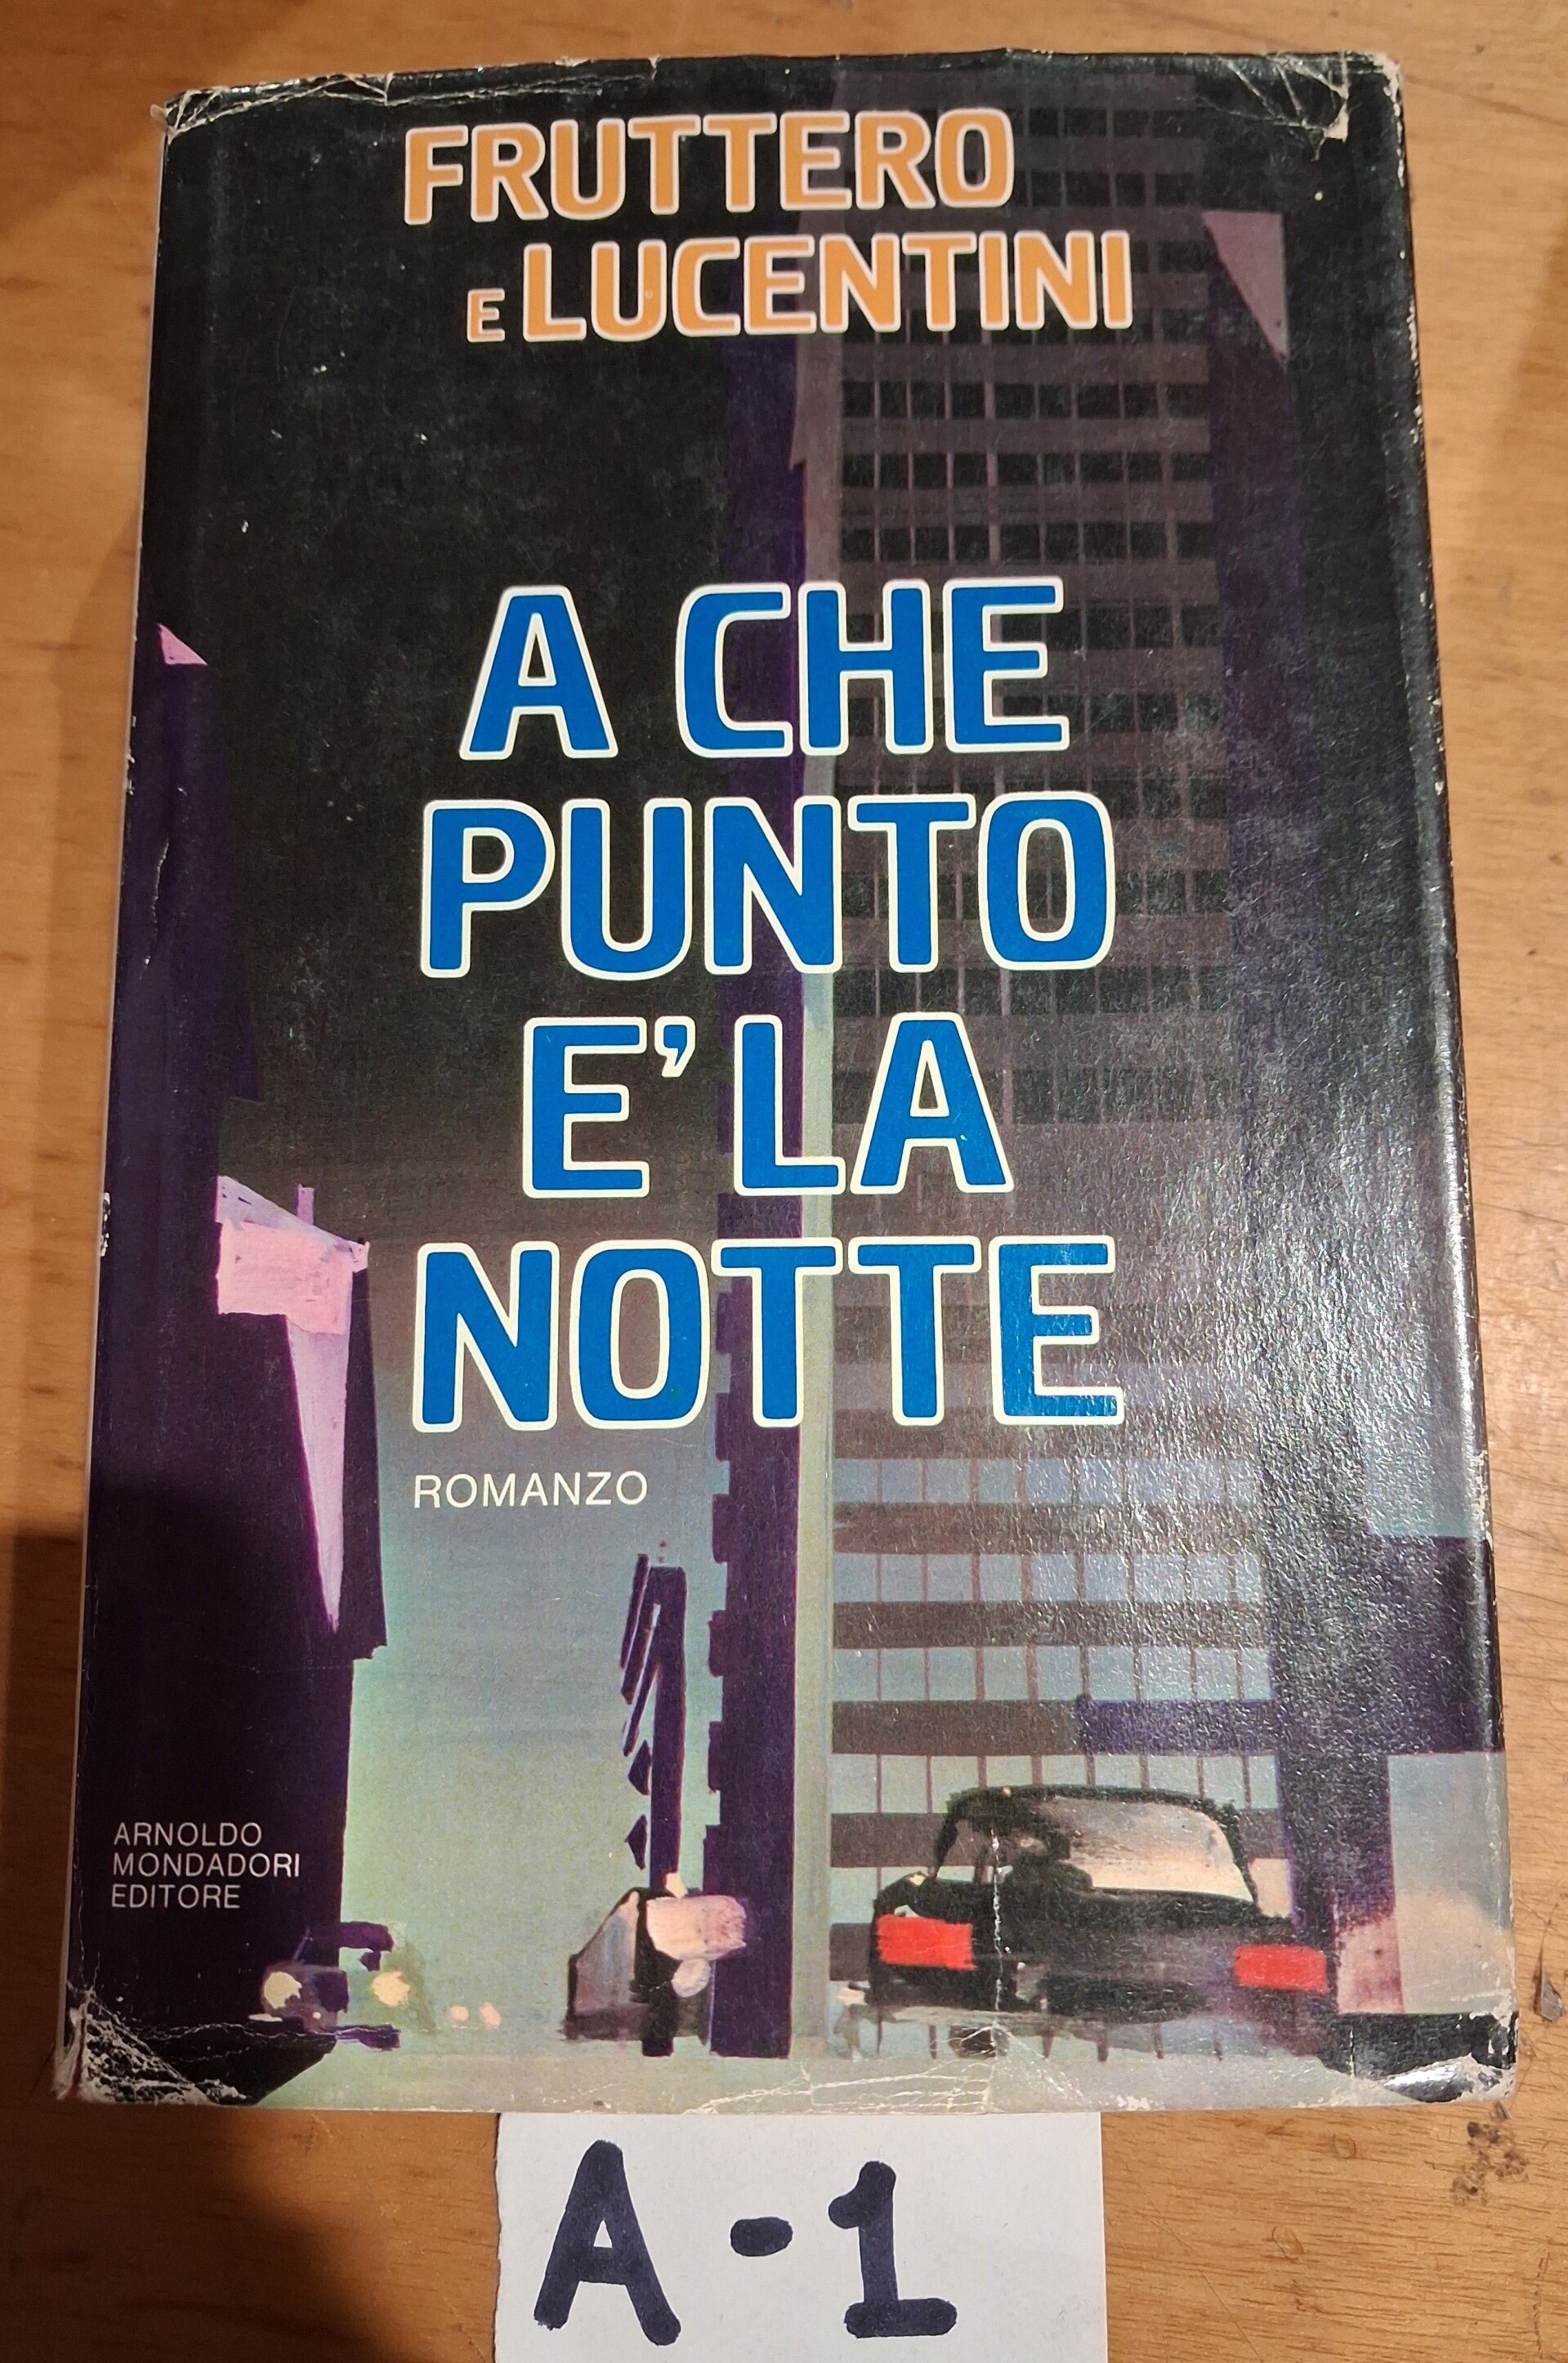 FRUTTERO
E LUCENTINI
A CHE
PUNTO
E' LA
NOTTE
ROMANZO
ARNOLDO
MONDADORI
EDITORE
A-1